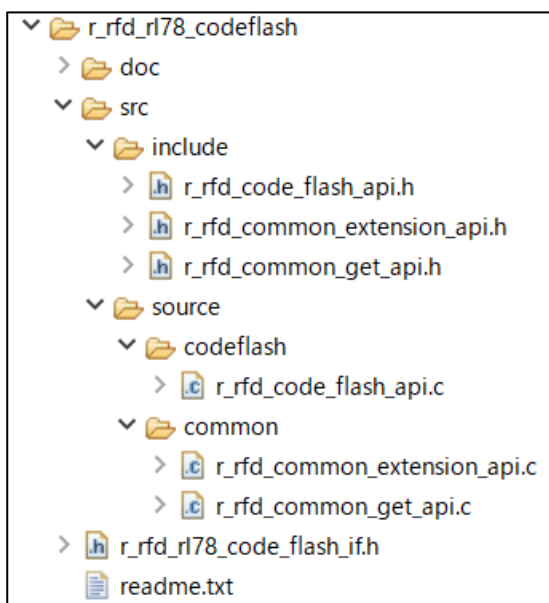 r_rfd_rl78_codeflash
doc
src
include
r_rfd_code_flash_api.h
r_rfd_common_extension_api.h
r_rfd_common_get_api.h
source
codeflash
r_rfd_code_flash_api.c
common
r_rfd_common_extension_api.c
r_rfd_common_get_api.c
r_rfd_rl78_code_flash_if.h
readme.txt